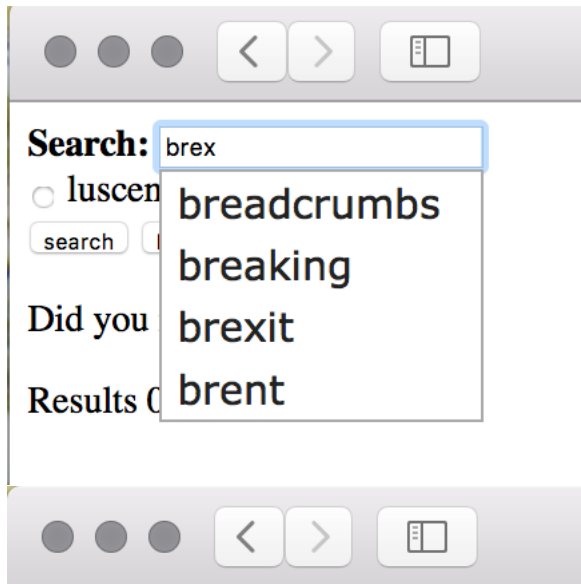 Search: brex
luscen
search
breadcrumbs
breaking
Did you
brexit
Results 0
brent